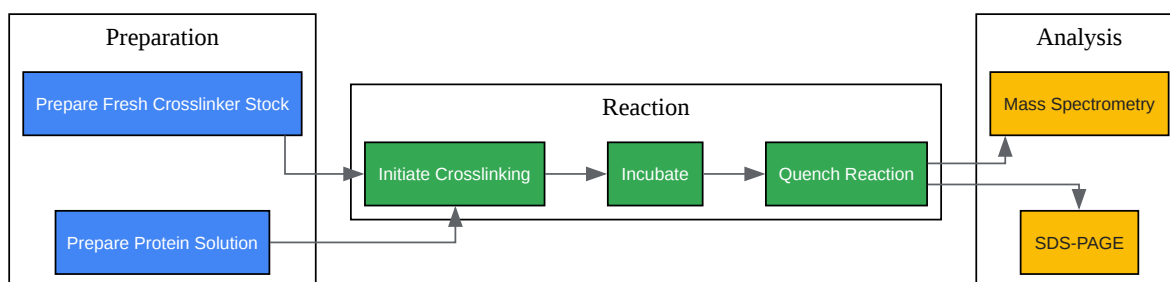 Preparation
Prepare Fresh Crosslinker Stock
Prepare Protein Solution
Reaction
Initiate Crosslinking
Incubate
Quench Reaction
Analysis
Mass Spectrometry
SDS-PAGE